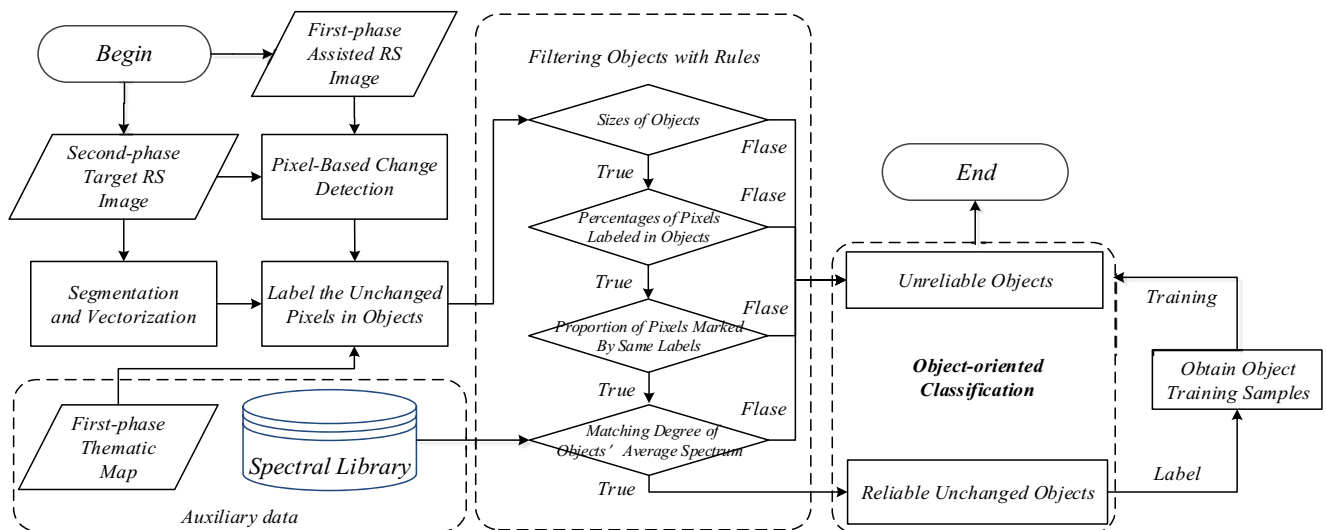 Begin
First-phase
Assisted RS
Image
Second-phase
Target RS
Image
Pixel-Based Change
Detection
Segmentation
and Vectorization
Label the Unchanged
Pixels in Objects
First-phase
Thematic
Map
Spectral Library
Auxiliary data
Filtering Objects with Rules
Sizes of Objects
Flase
True
Flase
Percentages of Pixels
Labeled in Objects
True
Flase
Proportion of Pixels Marked
By Same Labels
True
Flase
Matching Degree of
Objects' Average Spectrum
True
End
Unreliable Objects
Training
Object-oriented
Classification
Obtain Object
Training Samples
Reliable Unchanged Objects
Label